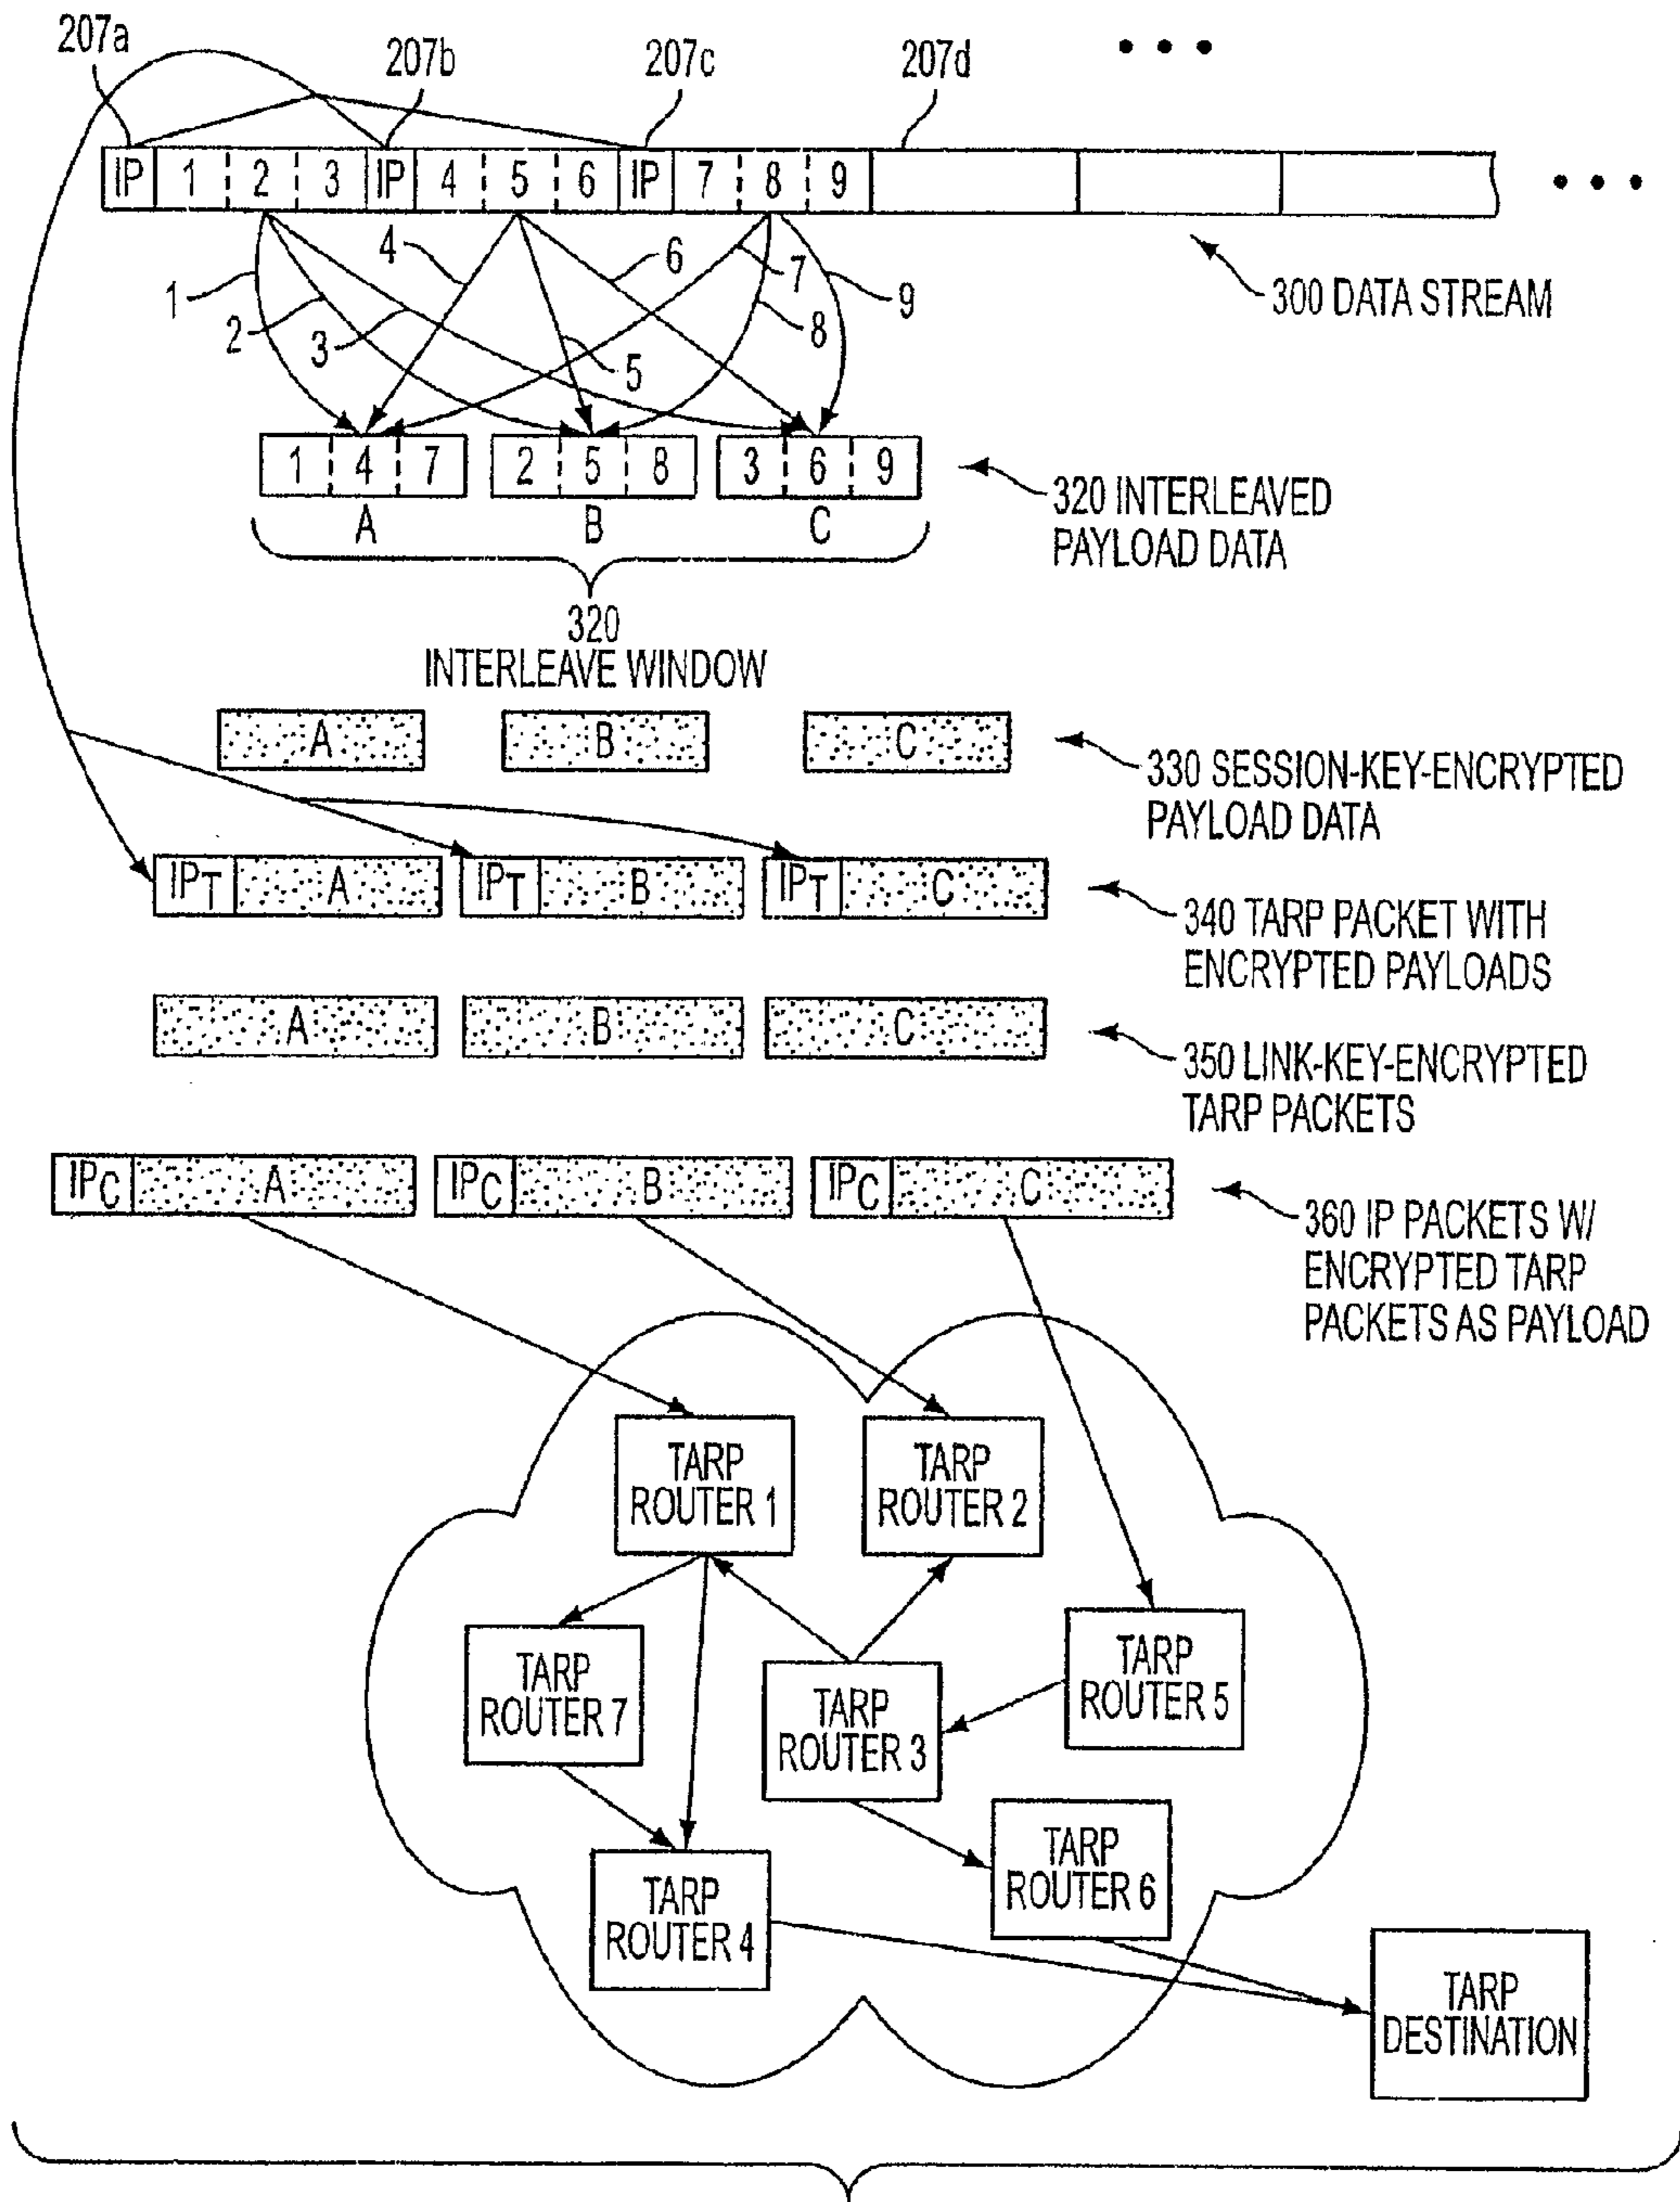 207a
207b
207c
207d
IP 1 2 3 IP 4 5 6 IP 7 8 9
1
2
3
4
5
6
7
8
9
300 DATA STREAM
1 4 7
2 5 8
3 6 9
A
B
C
320 INTERLEAVED
PAYLOAD DATA
320
INTERLEAVE WINDOW
A
B
C
330 SESSION-KEY-ENCRYPTED
PAYLOAD DATA
IPT A
IPT B
IPT C
340 TARP PACKET WITH
ENCRYPTED PAYLOADS
A
B
C
350 LINK-KEY-ENCRYPTED
TARP PACKETS
IPC A
IPC B
IPC C
360 IP PACKETS W/
ENCRYPTED TARP
PACKETS AS PAYLOAD
TARP
ROUTER 1
TARP
ROUTER 2
TARP
ROUTER 7
TARP
ROUTER 3
TARP
ROUTER 5
TARP
ROUTER 4
TARP
ROUTER 6
TARP
DESTINATION